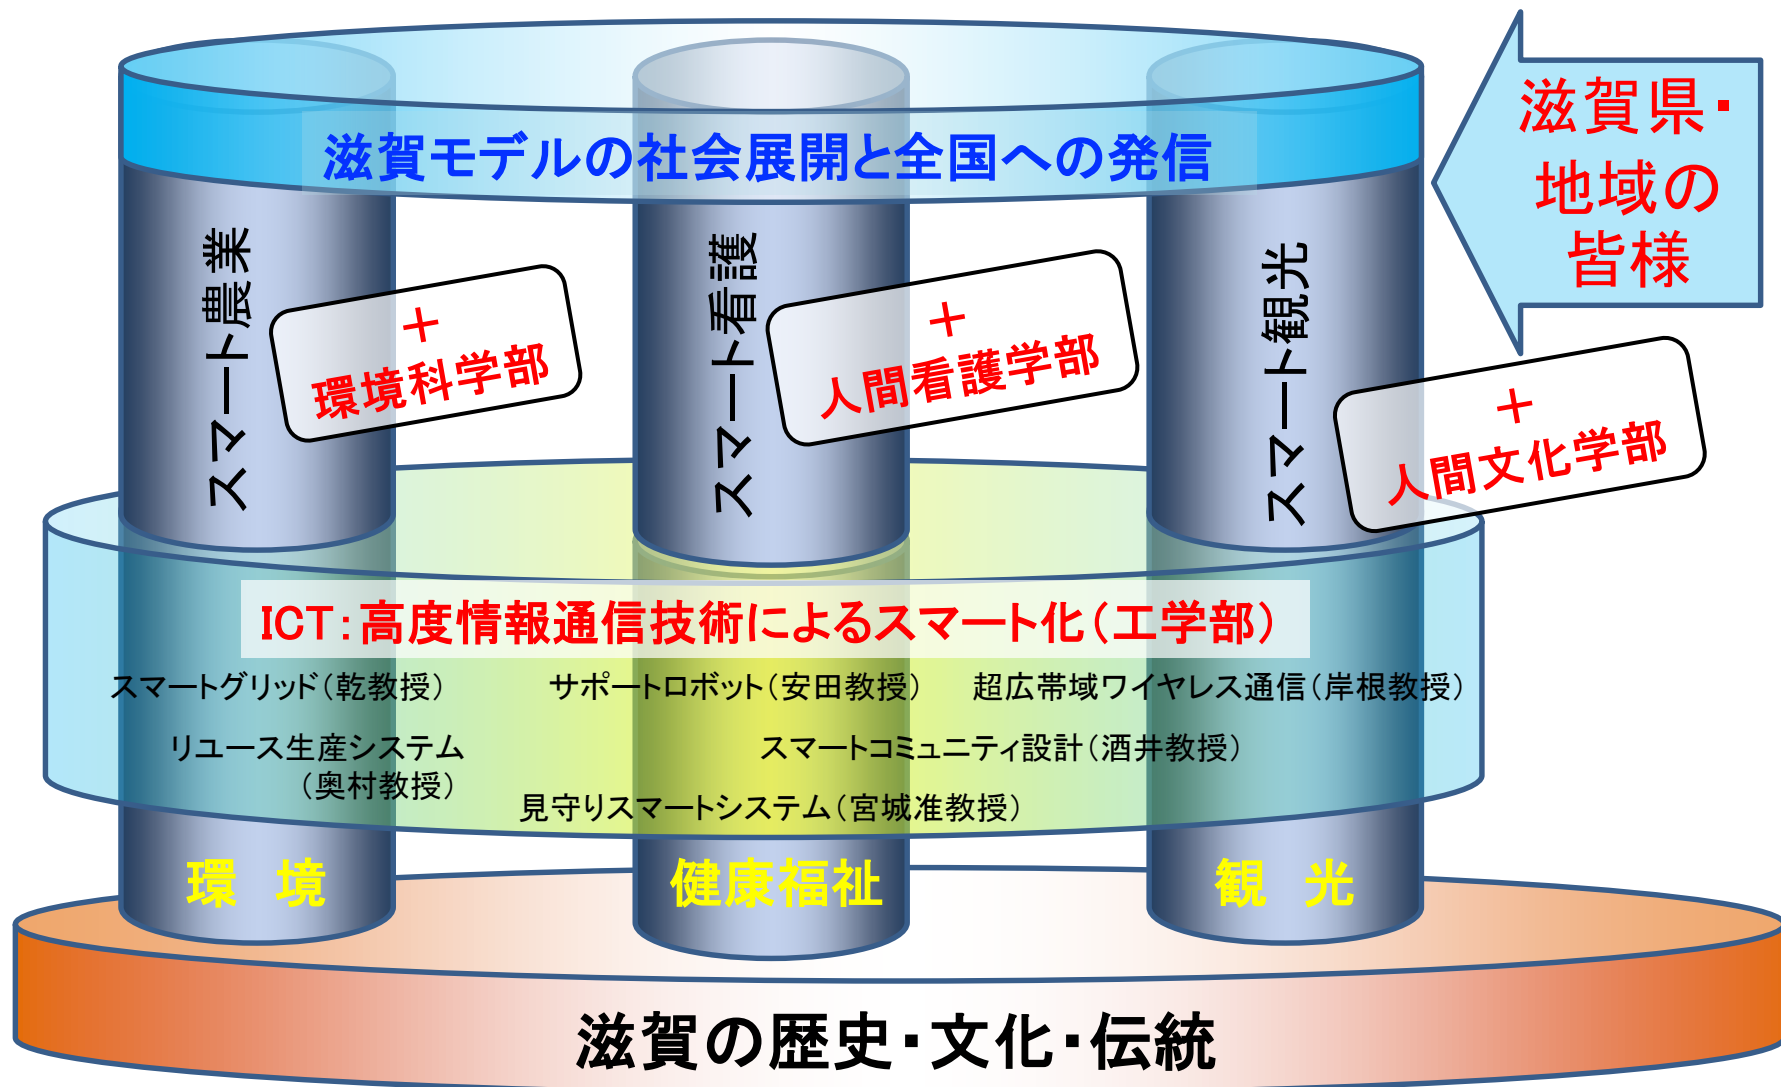 滋賀モデルの社会展開と全国への発信
滋賀県・
地域の
皆様
スマート農業
＋
環境科学部
スマート看護
＋
人間看護学部
スマート観光
＋
人間文化学部
ICT：高度情報通信技術によるスマート化（工学部）
スマートグリッド（乾教授）
サポートロボット（安田教授）
超広帯域ワイヤレス通信（岸根教授）
リユース生産システム
（奥村教授）
スマートコミュニティ設計（酒井教授）
見守りスマートシステム（宮城准教授）
環 境
健康福祉
観 光
滋賀の歴史・文化・伝統